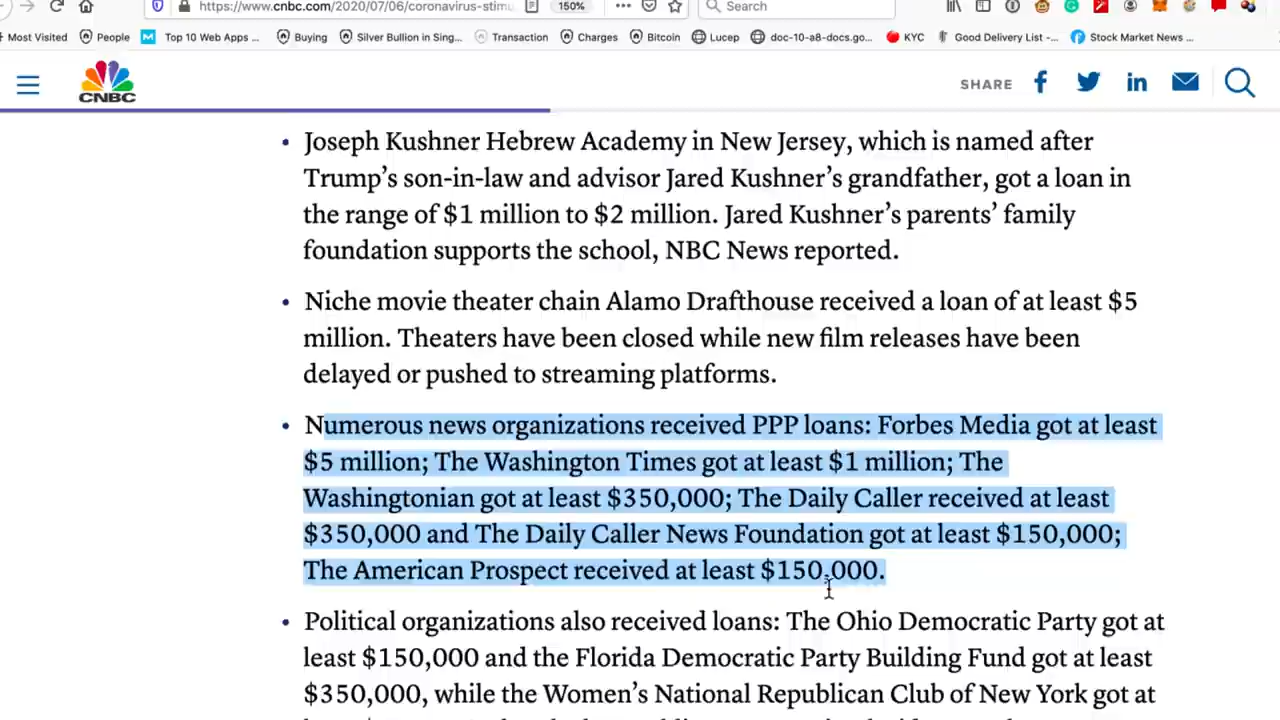 https://www.cnbc.com/2020/07/06/coronavirus-stimu
150%
Search
Most Visited
People
Top 10 Web Apps ...
Buying
Silver Bullion in Sing...
Transaction
Charges
Bitcoin
Lucep
doc-10-a8-docs.go...
KYC
Good Delivery List -...
Stock Market News ...
CNBC
SHARE
• Joseph Kushner Hebrew Academy in New Jersey, which is named after
Trump’s son-in-law and advisor Jared Kushner’s grandfather, got a loan in
the range of $1 million to $2 million. Jared Kushner’s parents’ family
foundation supports the school, NBC News reported.
• Niche movie theater chain Alamo Drafthouse received a loan of at least $5
million. Theaters have been closed while new film releases have been
delayed or pushed to streaming platforms.
• Numerous news organizations received PPP loans: Forbes Media got at least
$5 million; The Washington Times got at least $1 million; The
Washingtonian got at least $350,000; The Daily Caller received at least
$350,000 and The Daily Caller News Foundation got at least $150,000;
The American Prospect received at least $150,000.
• Political organizations also received loans: The Ohio Democratic Party got at
least $150,000 and the Florida Democratic Party Building Fund got at least
$350,000, while the Women’s National Republican Club of New York got at